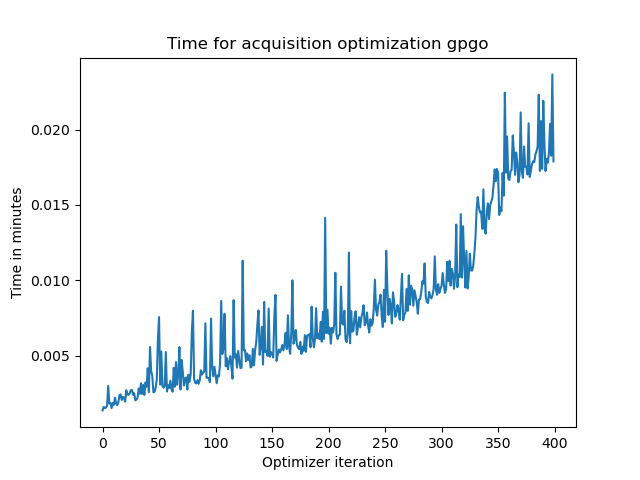 Time for acquisition optimization gpgo
Time in minutes
0.020
0.015
0.010
0.005
0 50 100 150 200 250 300 350 400
Optimizer iteration